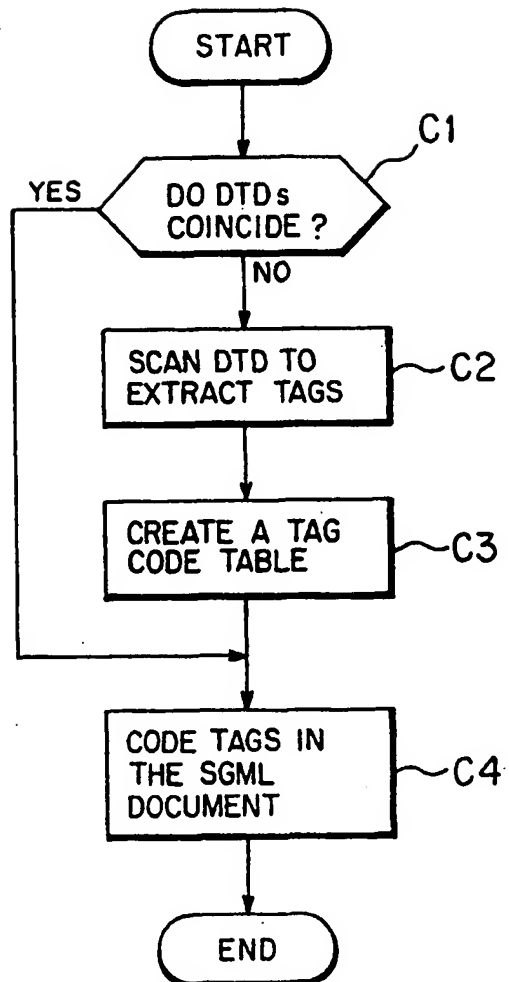 START
C1
YES
DO DTDs
COINCIDE ?
NO
SCAN DTD TO
EXTRACT TAGS
C2
CREATE A TAG
CODE TABLE
C3
CODE TAGS IN
THE SGML
DOCUMENT
C4
END